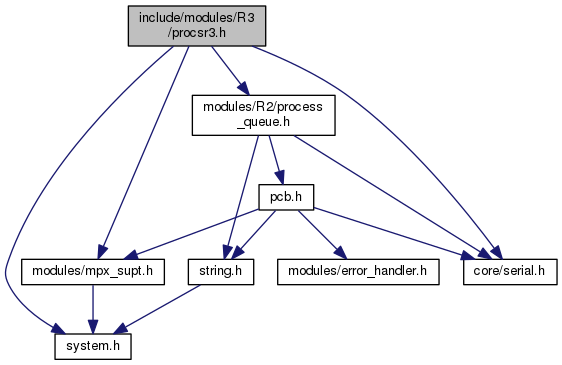 include/modules/R3
/procsr3.h
modules/R2/process
_queue.h
pcb.h
modules/mpx_supt.h
string.h
modules/error_handler.h
core/serial.h
system.h